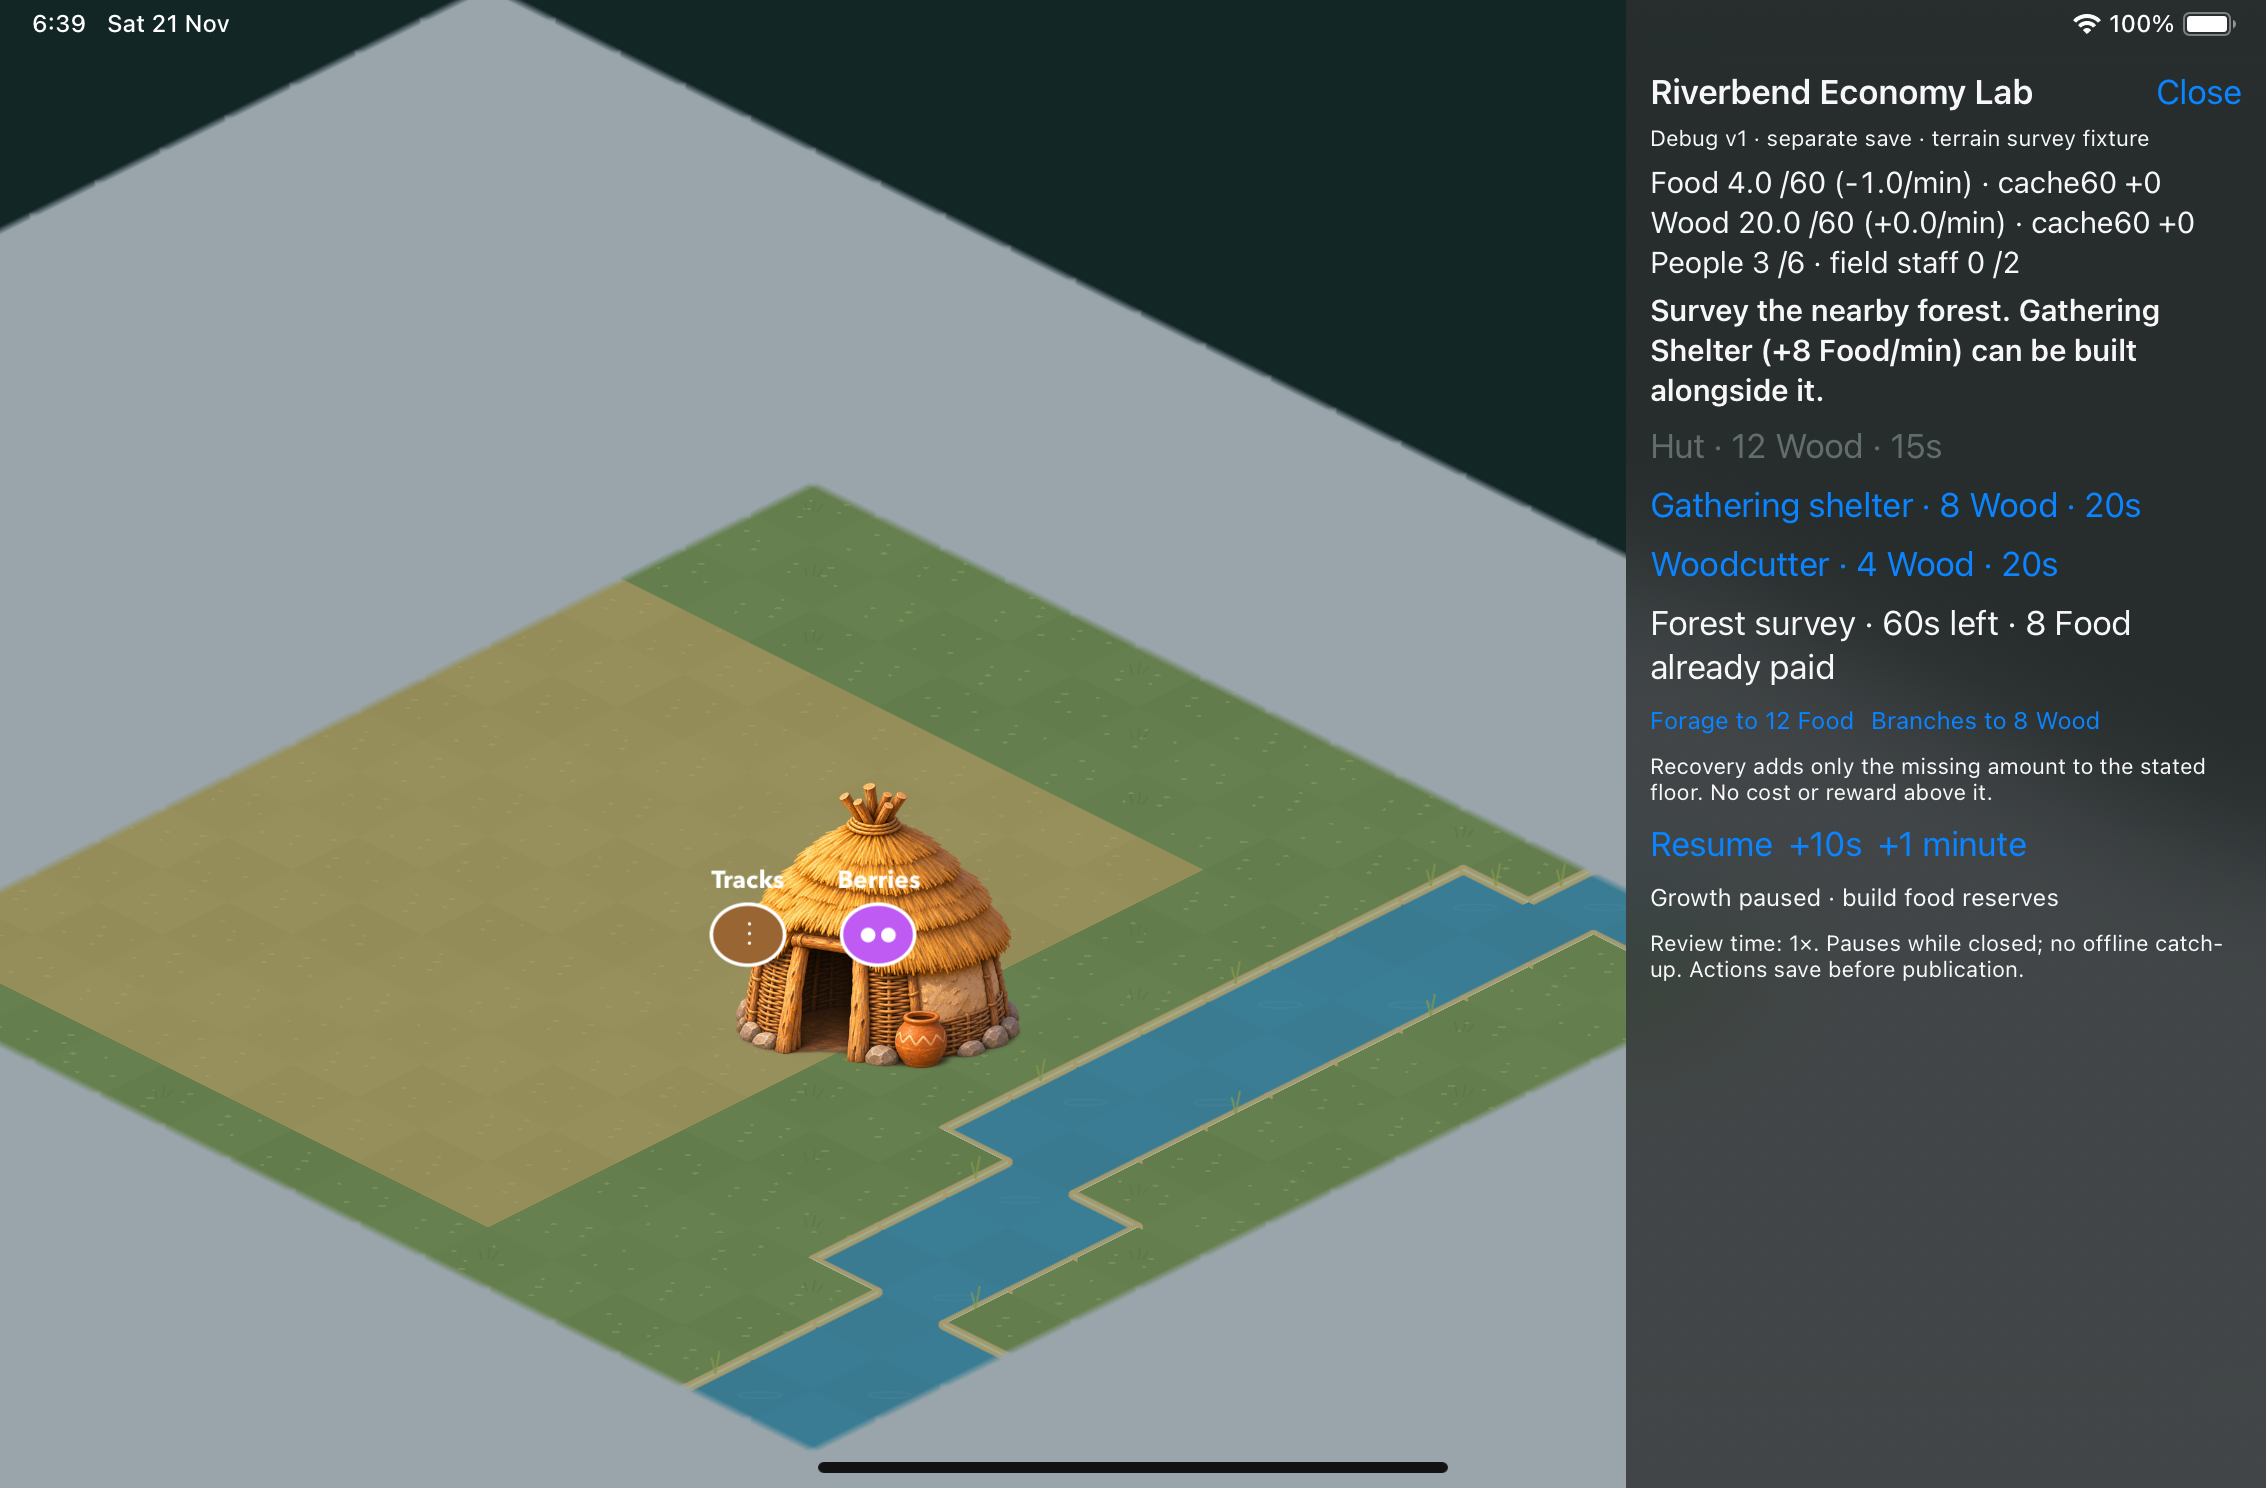 6:39 Sat 21 Nov
100%
Riverbend Economy Lab
Close
Debug v1 · separate save · terrain survey fixture
Food 4.0 /60 (-1.0/min) · cache60 +0
Wood 20.0 /60 (+0.0/min) · cache60 +0
People 3 /6 · field staff 0 /2
Survey the nearby forest. Gathering
Shelter (+8 Food/min) can be built
alongside it.
Hut · 12 Wood · 15s
Gathering shelter · 8 Wood · 20s
Woodcutter · 4 Wood · 20s
Forest survey · 60s left · 8 Food
already paid
Forage to 12 Food Branches to 8 Wood
Recovery adds only the missing amount to the stated
floor. No cost or reward above it.
Resume +10s +1 minute
Growth paused · build food reserves
Review time: 1×. Pauses while closed; no offline catch-
up. Actions save before publication.
Tracks
Berries